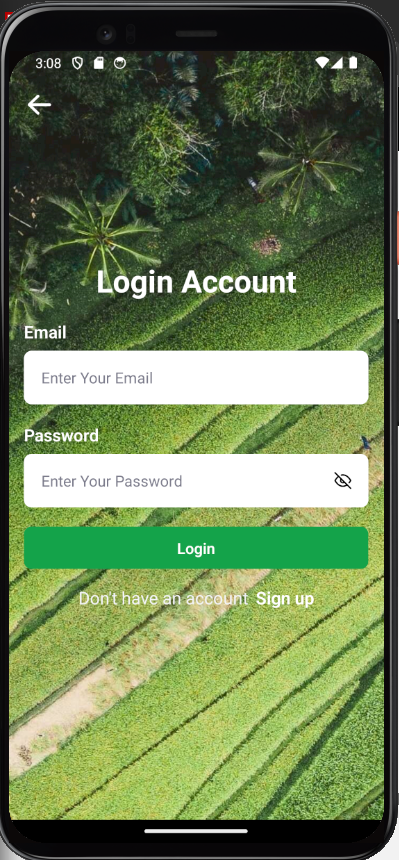 3:08
Login Account
Email
Enter Your Email
Password
Enter Your Password
Login
Don't have an account Sign up